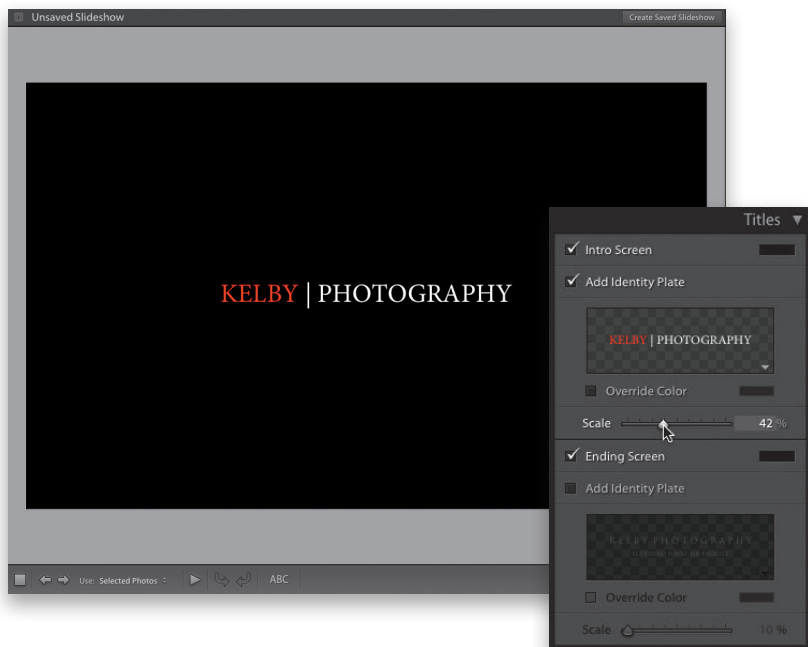 Unsaved Slideshow
Create Saved Slideshow
KELBY | PHOTOGRAPHY
Use: Selected Photos
ABC
Titles
Intro Screen
Add Identity Plate
KELBY | PHOTOGRAPHY
Override Color
Scale 42 %
Ending Screen
Add Identity Plate
KELBY PHOTOGRAPHY
Override Color
Scale 10 %